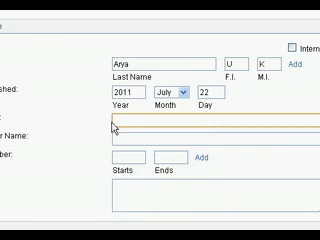 Intern
Arya U K Add
Last Name F.I. M.I.
shed: 2011 July 22
Year Month Day
r Name:
ber: Add
Starts Ends